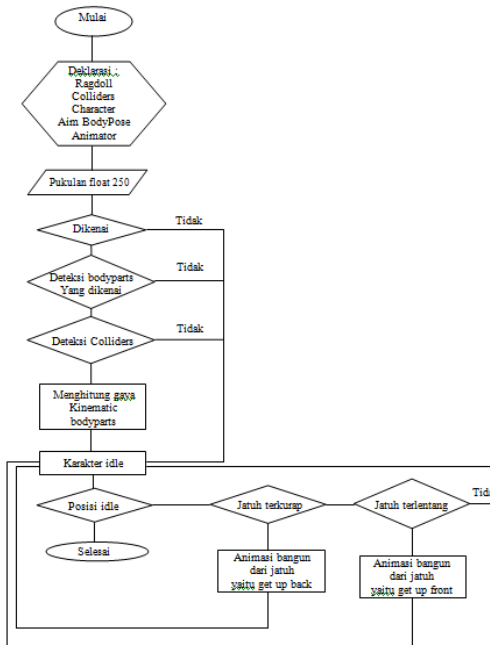 Mulai
Deklarasi :
Ragdoll
Colliders
Character
Aim BodyPose
Animator
Pukulan float 250
Dikenai
Tidak
Deteksi bodyparts
Yang dikenai
Tidak
Deteksi Colliders
Tidak
Menghitung gaya
Kinematic
bodyparts
Karakter idle
Posisi idle
Jatuh terkurap
Jatuh terlentang
Selesai
Animasi bangun
dari jatuh
yaitu get up back
Animasi bangun
dari jatuh
yaitu get up front